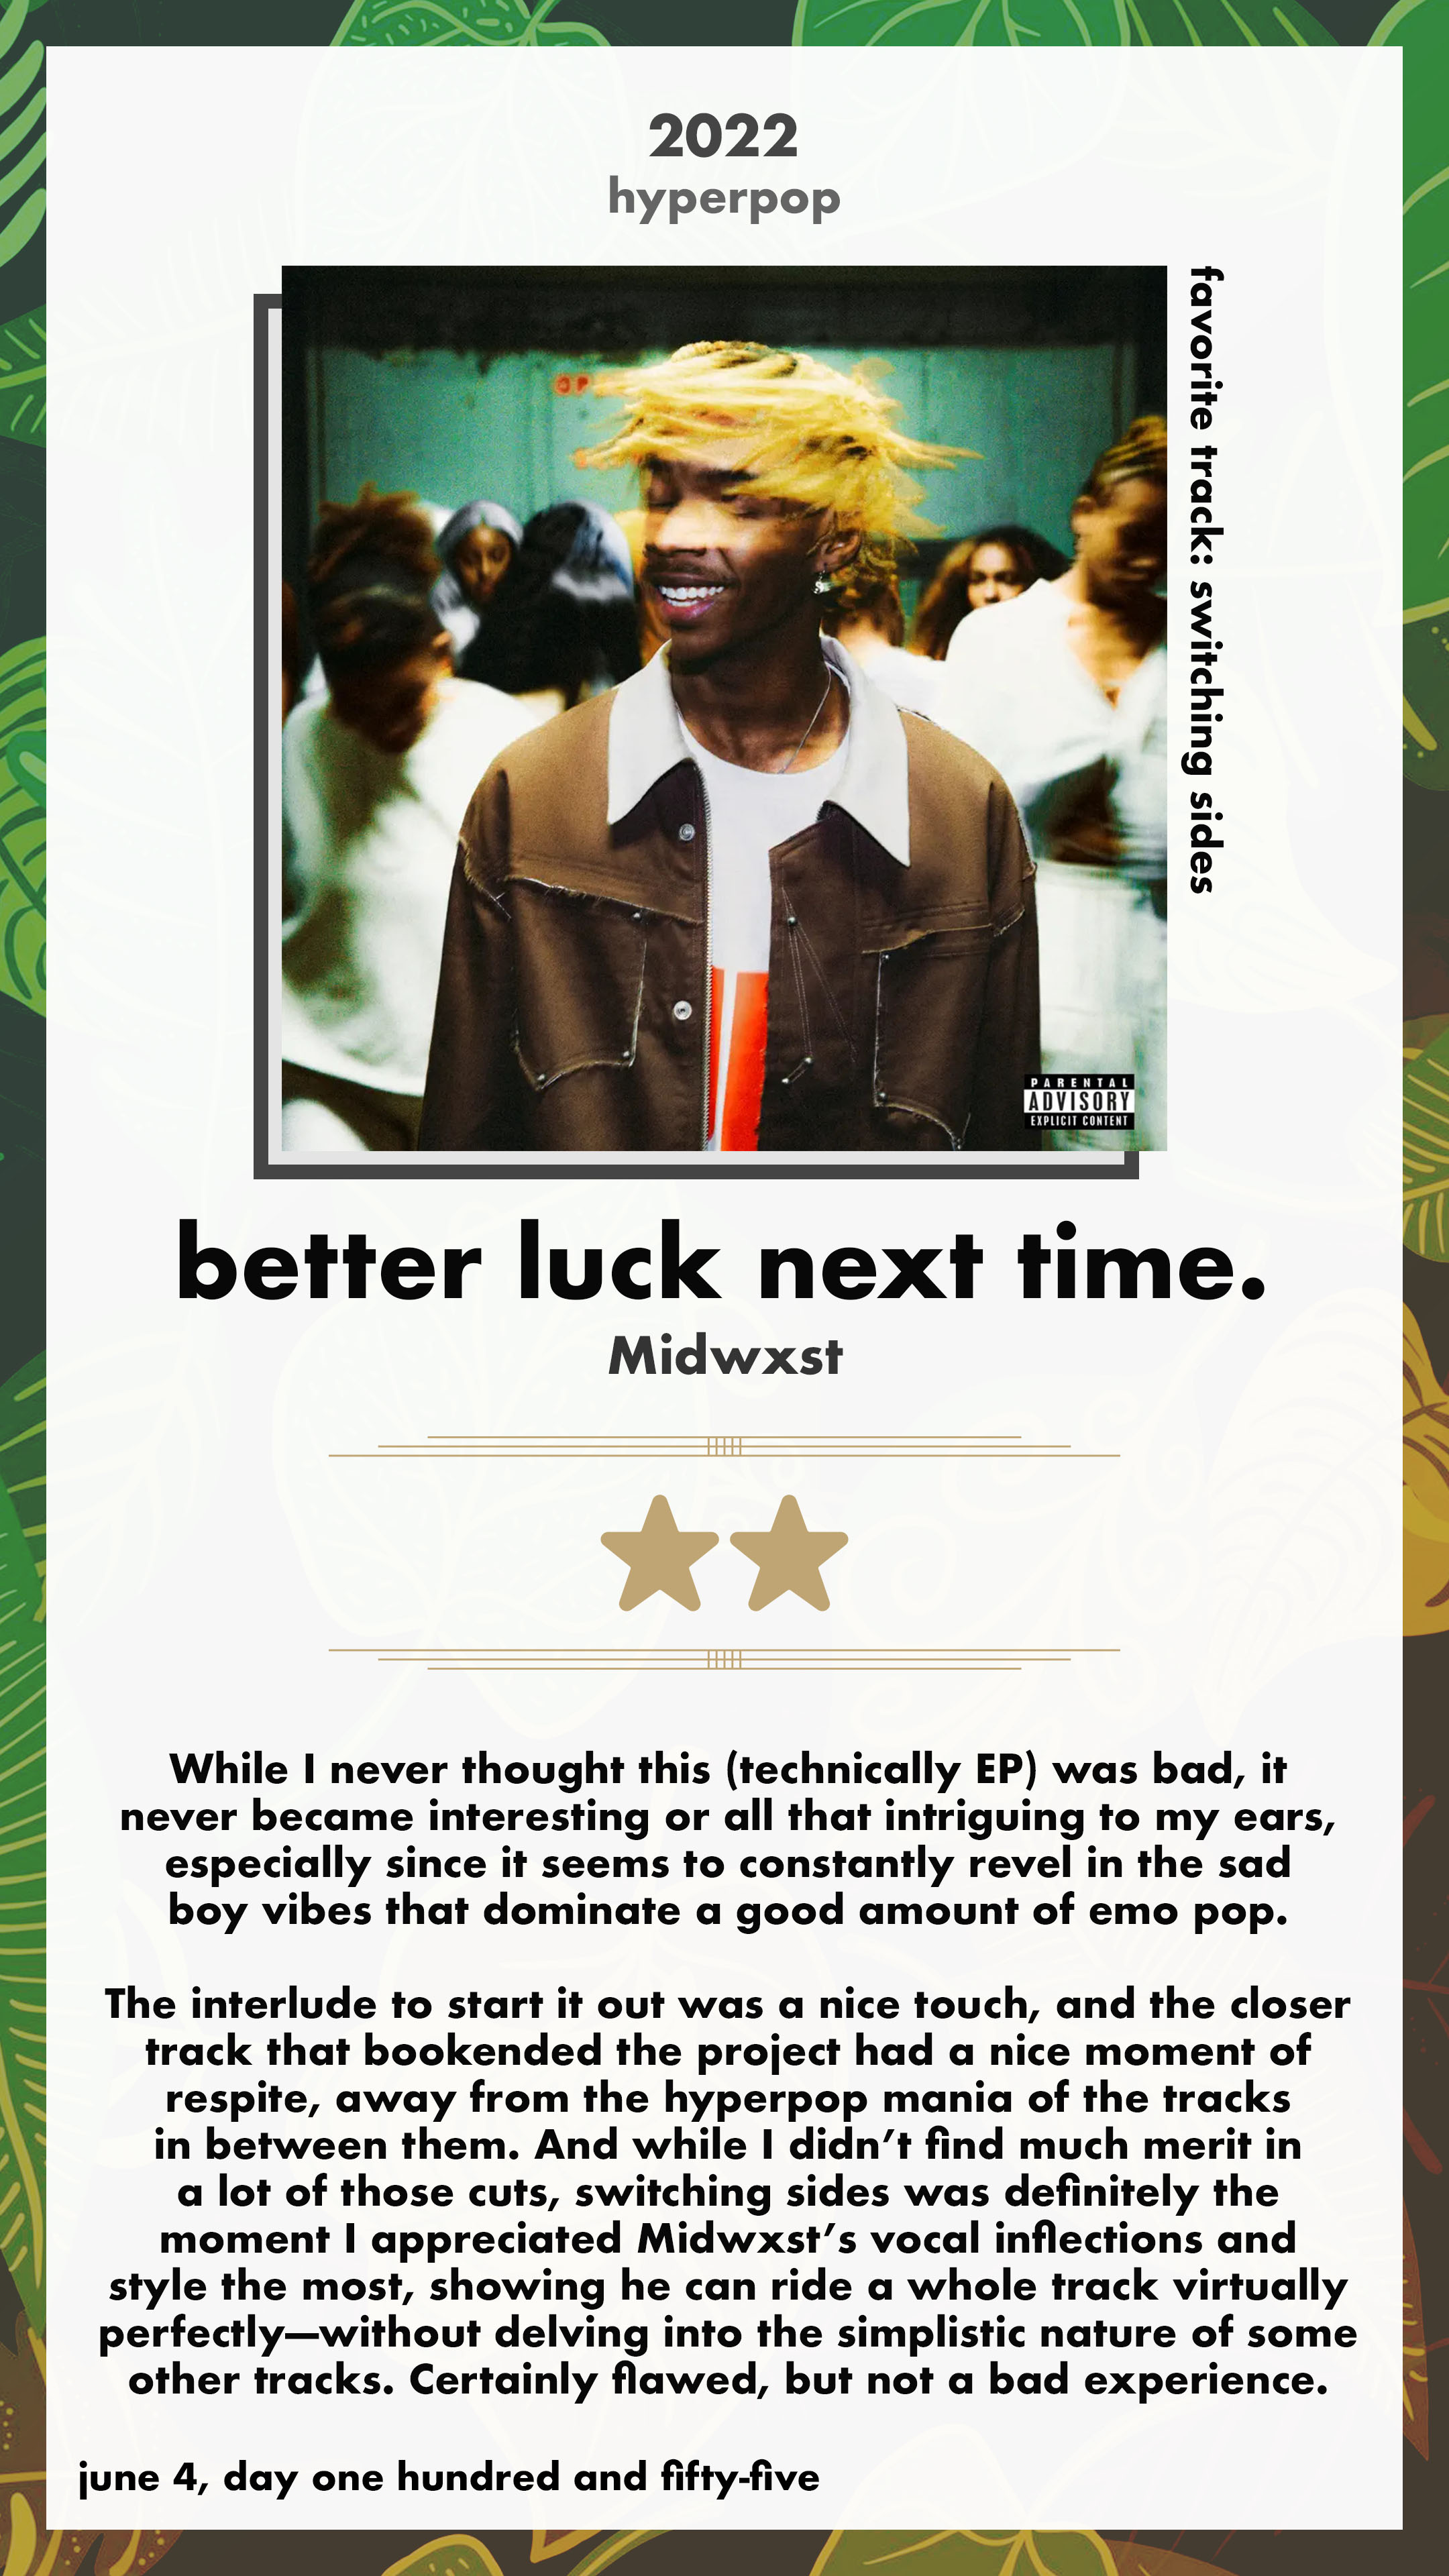 2022
hyperpop
favorite track: switching sides
OP
PARENTAL
ADVISORY
EXPLICIT CONTENT
better luck next time.
Midwxst
While I never thought this (technically EP) was bad, it
never became interesting or all that intriguing to my ears,
especially since it seems to constantly revel in the sad
boy vibes that dominate a good amount of emo pop.
The interlude to start it out was a nice touch, and the closer
track that bookended the project had a nice moment of
respite, away from the hyperpop mania of the tracks
in between them. And while I didn’t find much merit in
a lot of those cuts, switching sides was definitely the
moment I appreciated Midwxst’s vocal inflections and
style the most, showing he can ride a whole track virtually
perfectly—without delving into the simplistic nature of some
other tracks. Certainly flawed, but not a bad experience.
june 4, day one hundred and fifty-five